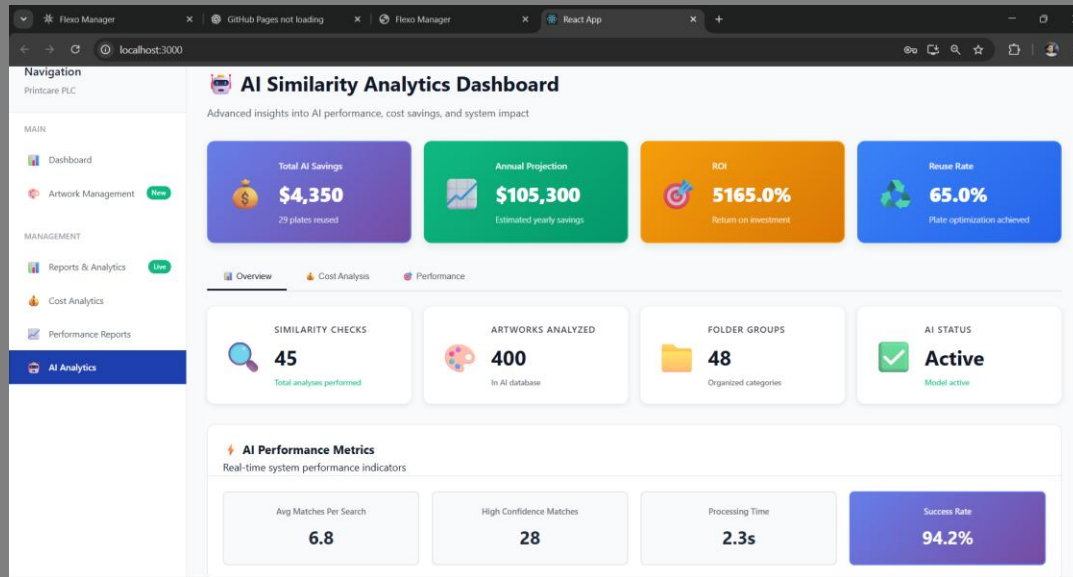 Flexo Manager
GitHub Pages not loading
Flexo Manager
React App
localhost:3000
Navigation
Printcare PLC
MAIN
Dashboard
Artwork Management New
MANAGEMENT
Reports & Analytics Live
Cost Analytics
Performance Reports
AI Analytics
AI Similarity Analytics Dashboard
Advanced insights into AI performance, cost savings, and system impact
Total AI Savings
$4,350
29 plates reused
Annual Projection
$105,300
Estimated yearly savings
ROI
5165.0%
Return on investment
Reuse Rate
65.0%
Plate optimization achieved
Overview
Cost Analysis
Performance
SIMILARITY CHECKS
45
Total analyses performed
ARTWORKS ANALYZED
400
In AI database
FOLDER GROUPS
48
Organized categories
AI STATUS
Active
Model active
AI Performance Metrics
Real-time system performance indicators
Avg Matches Per Search
6.8
High Confidence Matches
28
Processing Time
2.3s
Success Rate
94.2%